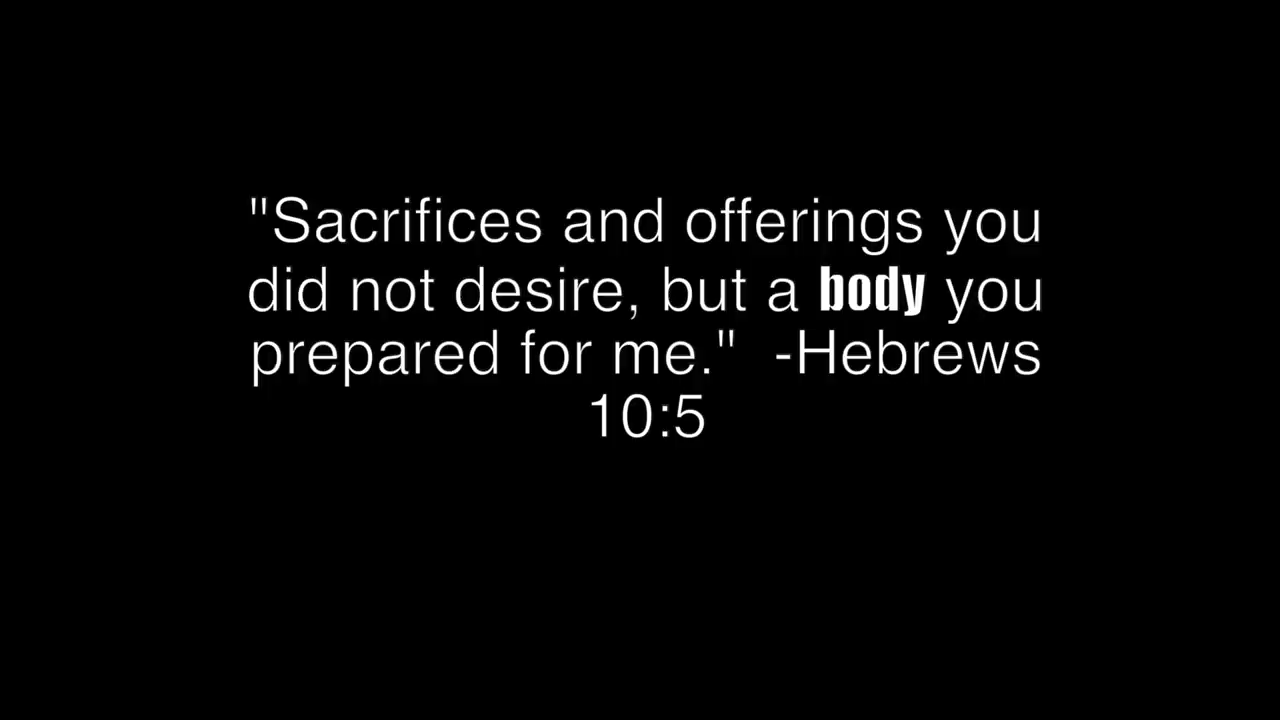 "Sacrifices and offerings you
did not desire, but a body you
prepared for me."  -Hebrews
10:5